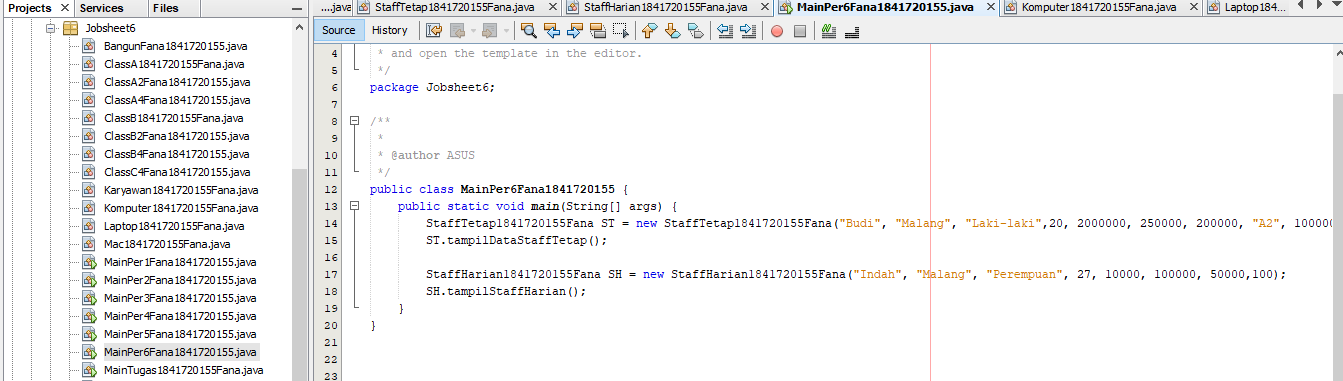 Projects
Services
Files
Jobsheet6
BangunFana1841720155.java
ClassA1841720155Fana.java
ClassA2Fana1841720155.java
ClassA4Fana1841720155.java
ClassB1841720155Fana.java
ClassB2Fana1841720155.java
ClassB4Fana1841720155.java
ClassC4Fana1841720155.java
Karyawan1841720155Fana.java
Komputer1841720155Fana.java
Laptop1841720155Fana.java
Mac1841720155Fana.java
MainPer1Fana1841720155.java
MainPer2Fana1841720155.java
MainPer3Fana1841720155.java
MainPer4Fana1841720155.java
MainPer5Fana1841720155.java
MainPer6Fana1841720155.java
MainTugas1841720155Fana.java
....java
StaffTetap1841720155Fana.java
StaffHarian1841720155Fana.java
MainPer6Fana1841720155.java
Komputer1841720155Fana.java
Laptop184...
Source
History
4 * and open the template in the editor.
5 */
6 package Jobsheet6;
7
8 /**
9 *
10 * @author ASUS
11 */
12 public class MainPer6Fana1841720155 {
13 public static void main(String[] args) {
14 StaffTetap1841720155Fana ST = new StaffTetap1841720155Fana("Budi", "Malang", "Laki-laki",20, 2000000, 250000, 200000, "A2", 100000
15 ST.tampilDataStaffTetap();
16
17 StaffHarian1841720155Fana SH = new StaffHarian1841720155Fana("Indah", "Malang", "Perempuan", 27, 10000, 100000, 50000,100);
18 SH.tampilStaffHarian();
19 }
20 }
21
22
23